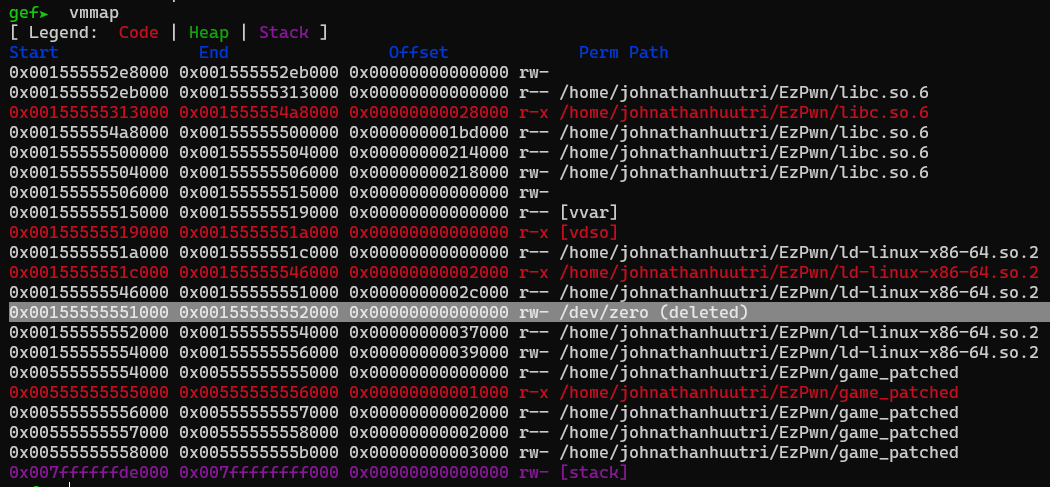 gef➤  vmmap
[ Legend:  Code | Heap | Stack ]
Start              End                Offset             Perm Path
0x001555552e8000 0x001555552eb000 0x00000000000000 rw-
0x001555552eb000 0x00155555313000 0x00000000000000 r-- /home/johnathanhuutri/EzPwn/libc.so.6
0x00155555313000 0x001555554a8000 0x00000000028000 r-x /home/johnathanhuutri/EzPwn/libc.so.6
0x001555554a8000 0x00155555500000 0x000000001bd000 r-- /home/johnathanhuutri/EzPwn/libc.so.6
0x00155555500000 0x00155555504000 0x00000000214000 r-- /home/johnathanhuutri/EzPwn/libc.so.6
0x00155555504000 0x00155555506000 0x00000000218000 rw- /home/johnathanhuutri/EzPwn/libc.so.6
0x00155555506000 0x00155555515000 0x00000000000000 rw-
0x00155555515000 0x00155555519000 0x00000000000000 r-- [vvar]
0x00155555519000 0x0015555551a000 0x00000000000000 r-x [vdso]
0x0015555551a000 0x0015555551c000 0x00000000000000 r-- /home/johnathanhuutri/EzPwn/ld-linux-x86-64.so.2
0x0015555551c000 0x00155555546000 0x00000000002000 r-x /home/johnathanhuutri/EzPwn/ld-linux-x86-64.so.2
0x00155555546000 0x00155555551000 0x0000000002c000 r-- /home/johnathanhuutri/EzPwn/ld-linux-x86-64.so.2
0x00155555551000 0x00155555552000 0x00000000000000 rw- /dev/zero (deleted)
0x00155555552000 0x00155555554000 0x00000000037000 r-- /home/johnathanhuutri/EzPwn/ld-linux-x86-64.so.2
0x00155555554000 0x00155555556000 0x00000000039000 rw- /home/johnathanhuutri/EzPwn/ld-linux-x86-64.so.2
0x00555555554000 0x00555555555000 0x00000000000000 r-- /home/johnathanhuutri/EzPwn/game_patched
0x00555555555000 0x00555555556000 0x00000000001000 r-x /home/johnathanhuutri/EzPwn/game_patched
0x00555555556000 0x00555555557000 0x00000000002000 r-- /home/johnathanhuutri/EzPwn/game_patched
0x00555555557000 0x00555555558000 0x00000000002000 r-- /home/johnathanhuutri/EzPwn/game_patched
0x00555555558000 0x0055555555b000 0x00000000003000 rw- /home/johnathanhuutri/EzPwn/game_patched
0x007ffffffde000 0x007ffffffff000 0x00000000000000 rw- [stack]